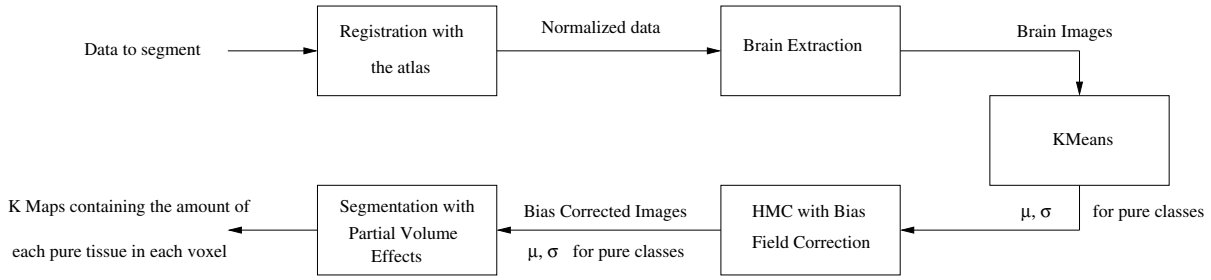 Data to segment
Registration with
the atlas
Normalized data
Brain Extraction
Brain Images
KMeans
μ, σ for pure classes
HMC with Bias
Field Correction
Bias Corrected Images
μ, σ for pure classes
Segmentation with
Partial Volume
Effects
K Maps containing the amount of
each pure tissue in each voxel